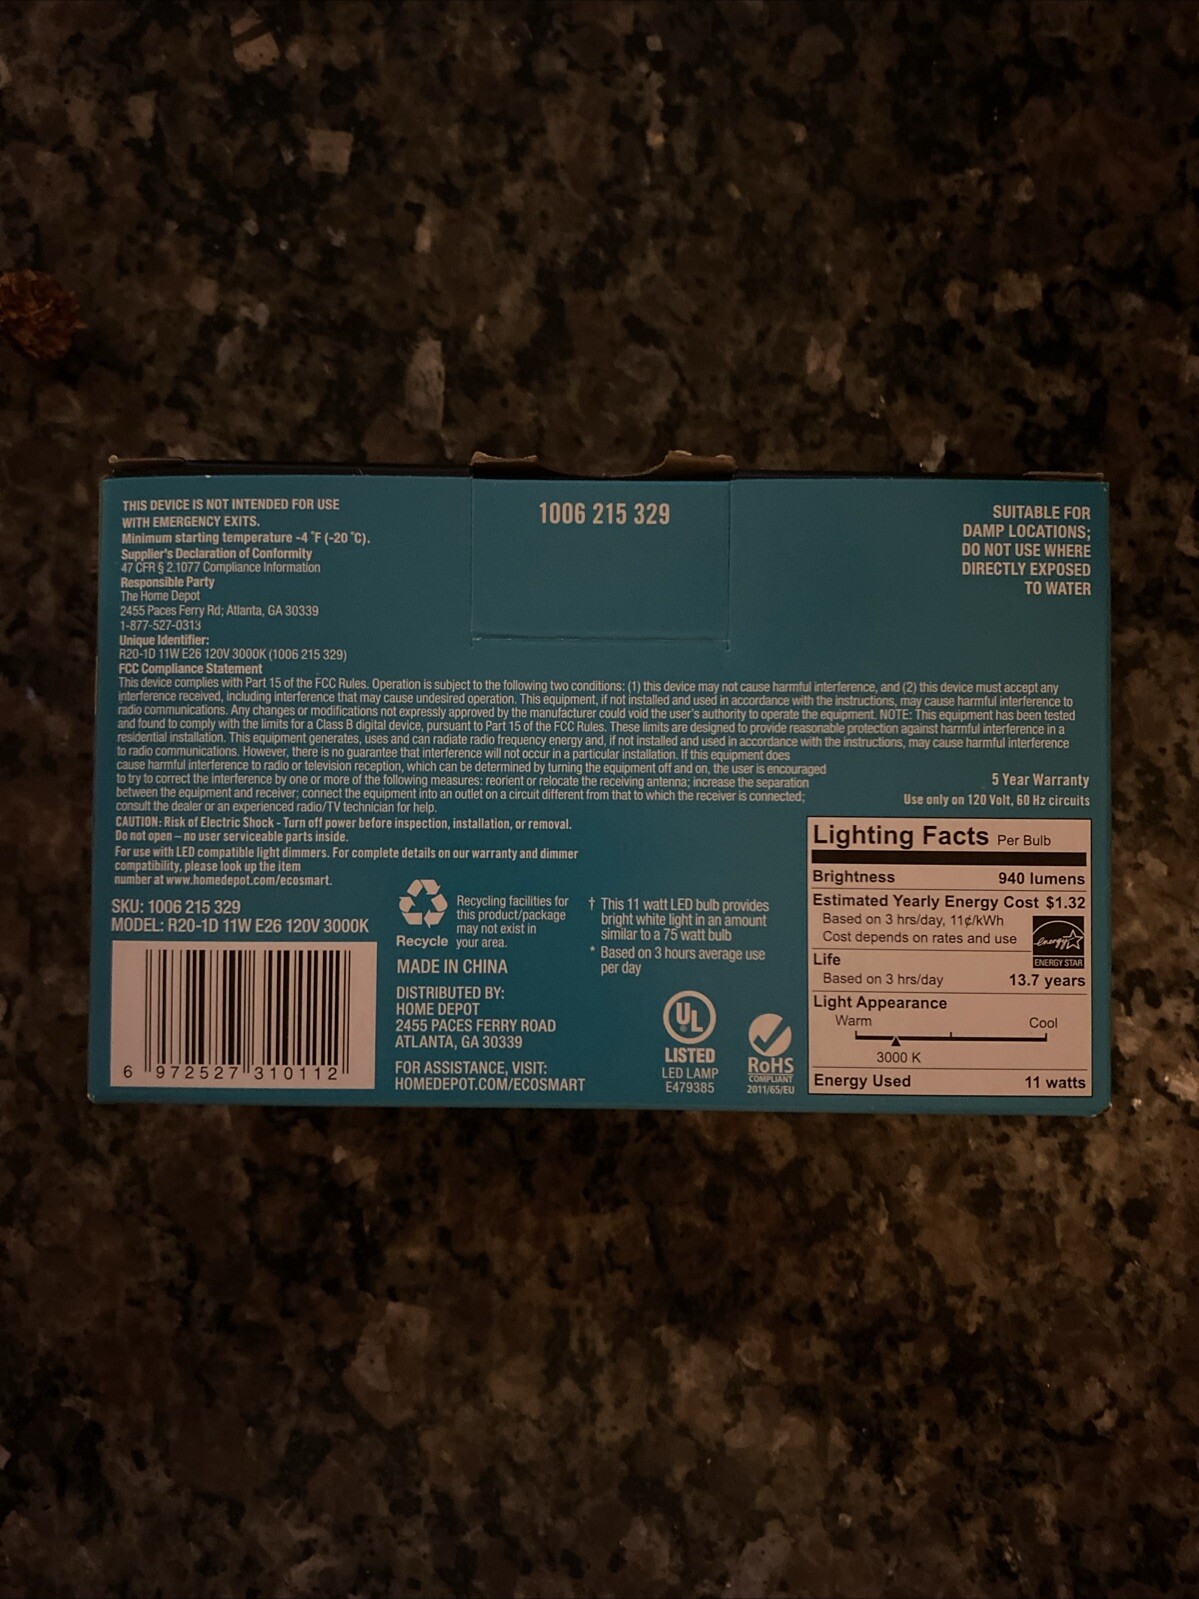 THIS DEVICE IS NOT INTENDED FOR USE
WITH EMERGENCY EXITS.
Minimum starting temperature -4 ˚F (-20 ˚C).
Supplier's Declaration of Conformity
47 CFR § 2.1077 Compliance Information
Responsible Party
The Home Depot
2455 Paces Ferry Rd; Atlanta, GA 30339
1-877-527-0313
Unique Identifier:
R20-1D 11W E26 120V 3000K (1006 215 329)
1006 215 329
SUITABLE FOR
DAMP LOCATIONS;
DO NOT USE WHERE
DIRECTLY EXPOSED
TO WATER
FCC Compliance Statement
This device complies with Part 15 of the FCC Rules. Operation is subject to the following two conditions: (1) this device may not cause harmful interference, and (2) this device must accept any
interference received, including interference that may cause undesired operation. This equipment, if not installed and used in accordance with the instructions, may cause harmful interference to
radio communications. Any changes or modifications not expressly approved by the manufacturer could void the user's authority to operate the equipment. NOTE: This equipment has been tested
and found to comply with the limits for a Class B digital device, pursuant to Part 15 of the FCC Rules. These limits are designed to provide reasonable protection against harmful interference in a
residential installation. This equipment generates, uses and can radiate radio frequency energy and, if not installed and used in accordance with the instructions, may cause harmful interference
to radio communications. However, there is no guarantee that interference will not occur in a particular installation. If this equipment does
cause harmful interference to radio or television reception, which can be determined by turning the equipment off and on, the user is encouraged
to try to correct the interference by one or more of the following measures: reorient or relocate the receiving antenna; increase the separation
between the equipment and receiver; connect the equipment into an outlet on a circuit different from that to which the receiver is connected;
consult the dealer or an experienced radio/TV technician for help.
CAUTION: Risk of Electric Shock - Turn off power before inspection, installation, or removal.
Do not open – no user serviceable parts inside.
For use with LED compatible light dimmers. For complete details on our warranty and dimmer
compatibility, please look up the item
number at www.homedepot.com/ecosmart.
SKU: 1006 215 329
MODEL: R20-1D 11W E26 120V 3000K
6 972527 310112
Recycle
Recycling facilities for
this product/package
may not exist in
your area.
MADE IN CHINA
DISTRIBUTED BY:
HOME DEPOT
2455 PACES FERRY ROAD
ATLANTA, GA 30339
FOR ASSISTANCE, VISIT:
HOMEDEPOT.COM/ECOSMART
† This 11 watt LED bulb provides
bright white light in an amount
similar to a 75 watt bulb
* Based on 3 hours average use
per day
UL
LISTED
LED LAMP
E479385
RoHS
COMPLIANT
2011/65/EU
5 Year Warranty
Use only on 120 Volt, 60 Hz circuits
Lighting Facts Per Bulb
Brightness 940 lumens
Estimated Yearly Energy Cost $1.32
Based on 3 hrs/day, 11¢/kWh
Cost depends on rates and use
energy
ENERGY STAR
Life
Based on 3 hrs/day 13.7 years
Light Appearance
Warm Cool
3000 K
Energy Used 11 watts